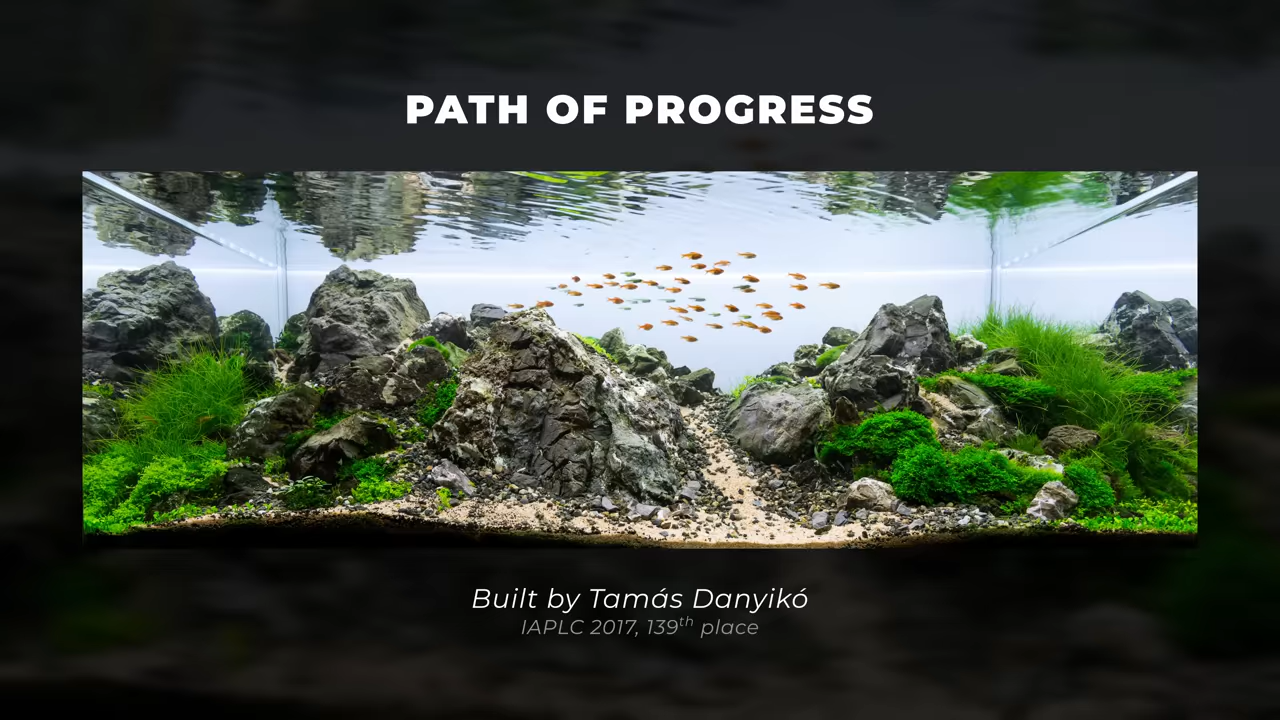 PATH OF PROGRESS
Built by Tamás Danyikó
IAPLC 2017, 139th place